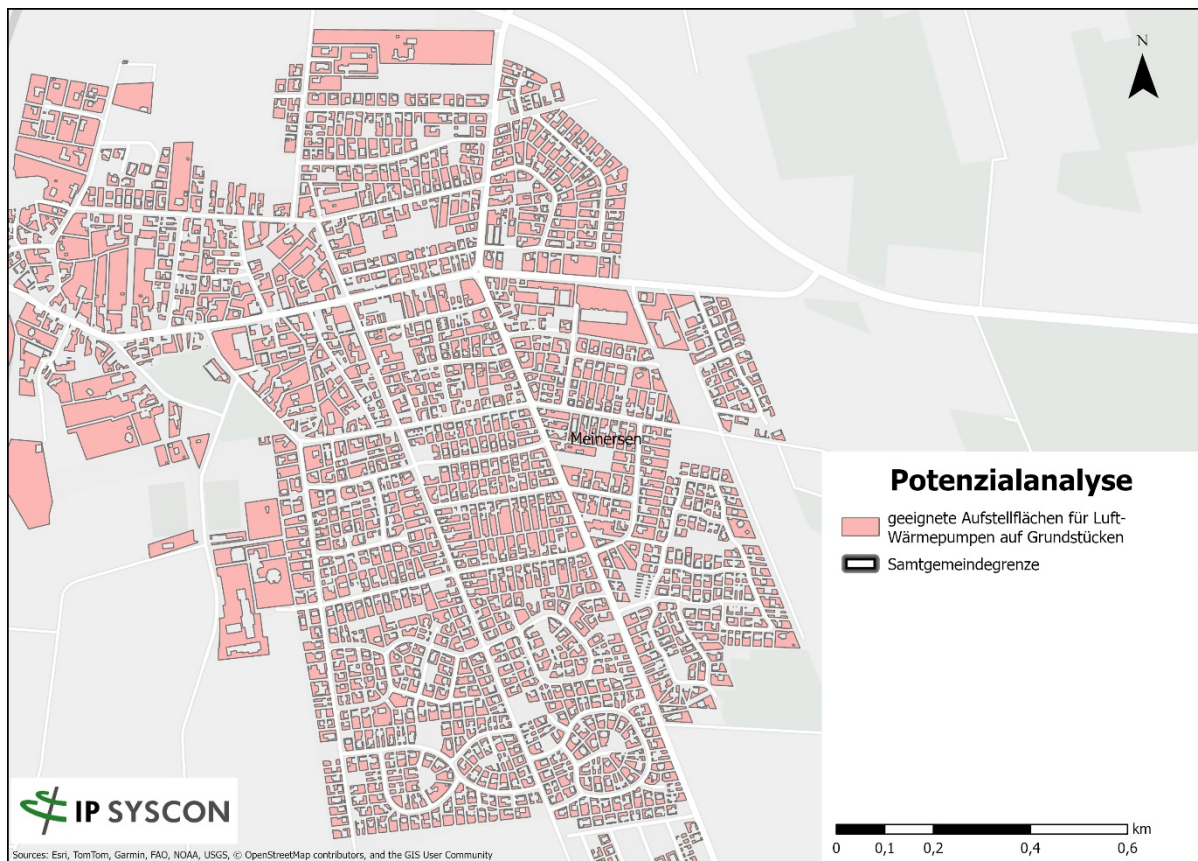 N
Meinersen
Potenzialanalyse
geeignete Aufstellflächen für Luft-
Wärmepumpen auf Grundstücken
Samtgemeindegrenze
IP SYSCON
km
0 0,1 0,2 0,4 0,6
Sources: Esri, TomTom, Garmin, FAO, NOAA, USGS, © OpenStreetMap contributors, and the GIS User Community